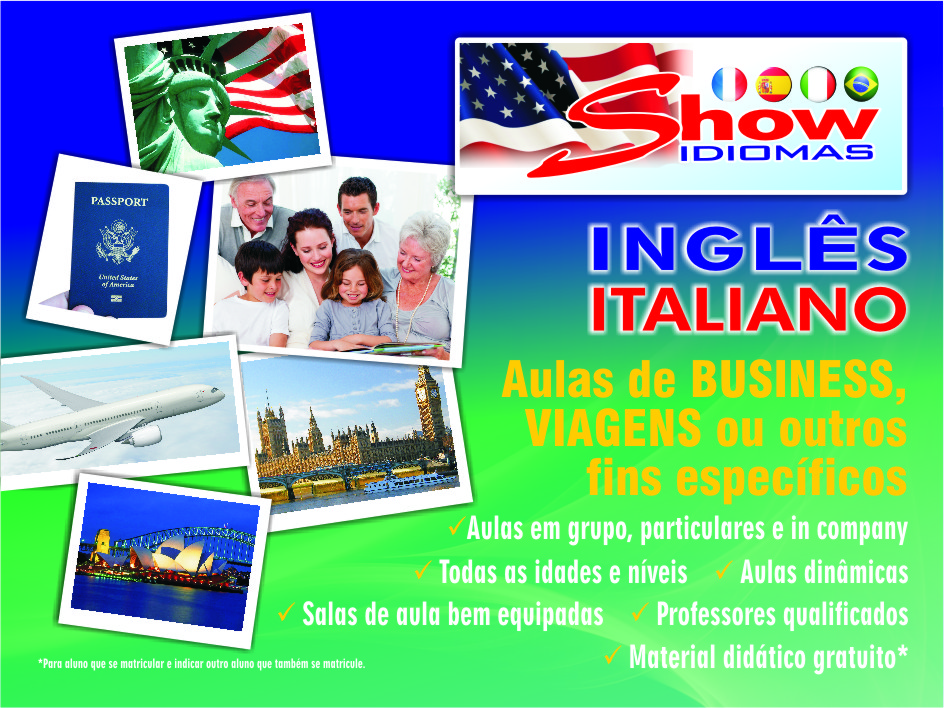 PASSPORT
United States
of America
Show
IDIOMAS
INGLÊS
ITALIANO
Aulas de BUSINESS,
VIAGENS ou outros
fins específicos
✓Aulas em grupo, particulares e in company
✓ Todas as idades e níveis ✓ Aulas dinâmicas
✓ Salas de aula bem equipadas ✓ Professores qualificados
✓ Material didático gratuito*
*Para aluno que se matricular e indicar outro aluno que também se matricule.